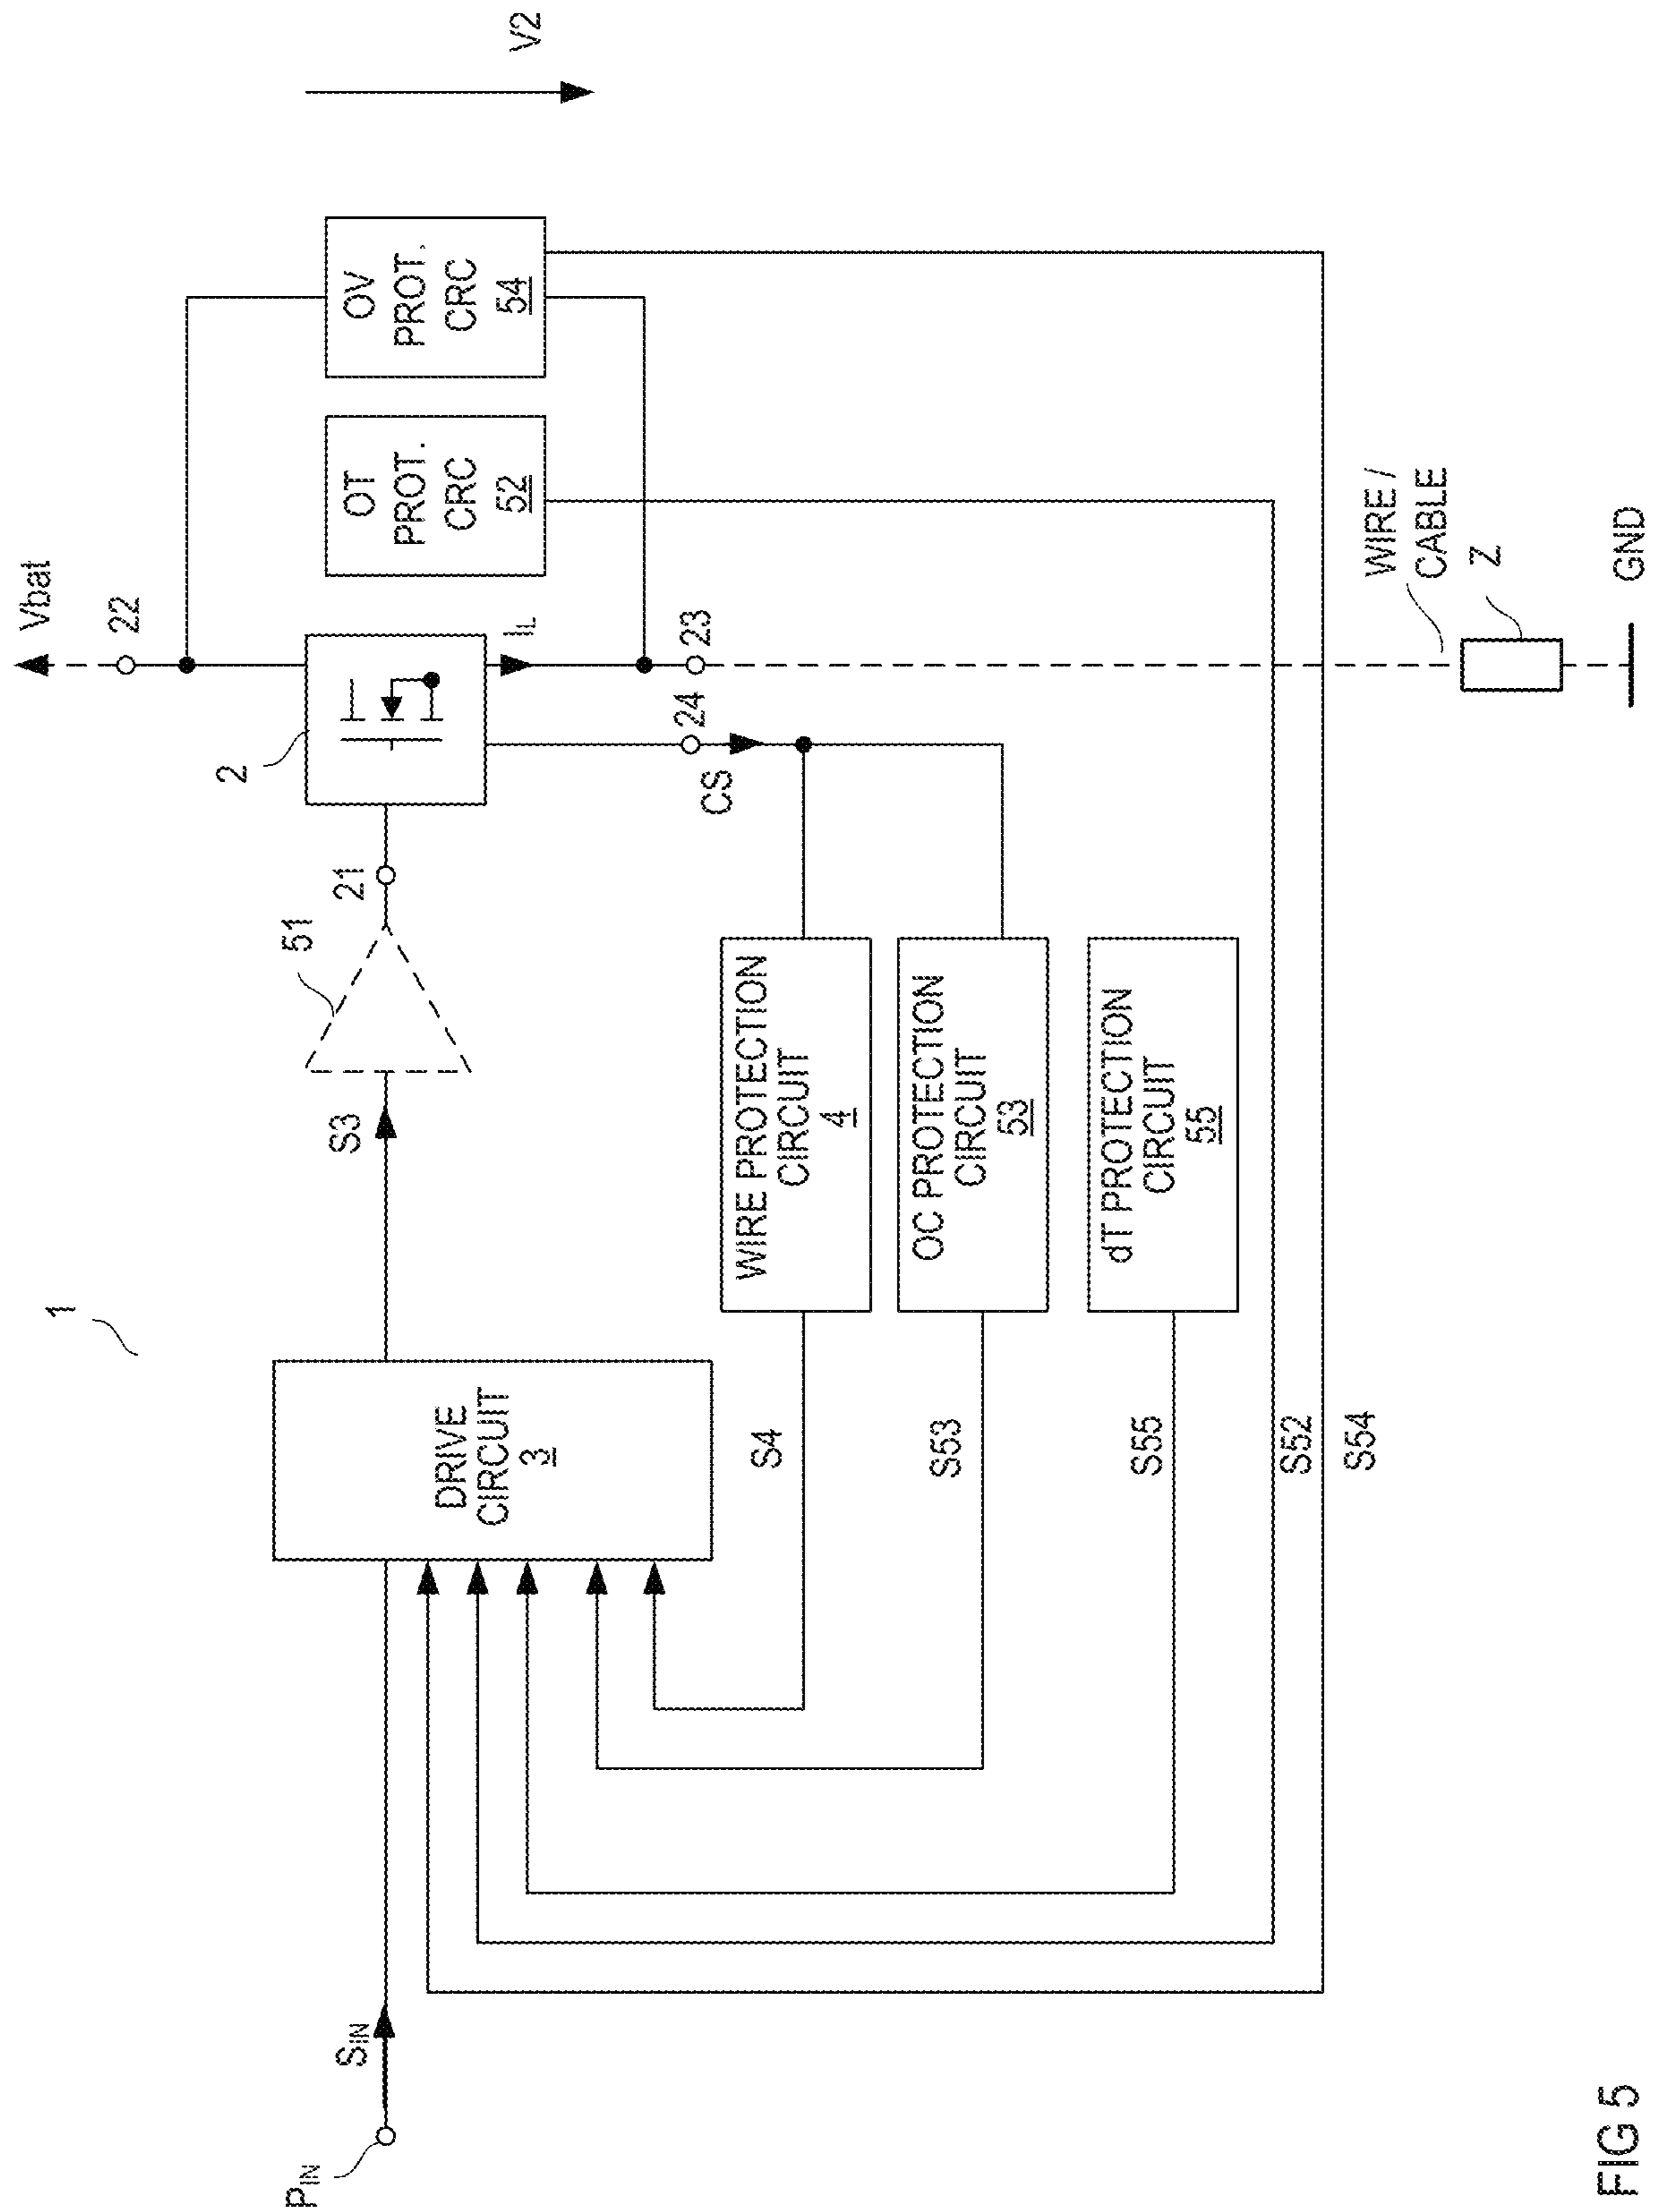 Vbat
22
2
51
21
S3
1
DRIVE
CIRCUIT
3
SIN
PIN
IL
23
24
CS
OT
PROT.
CRC
52
OV
PROT.
CRC
54
V2
WIRE PROTECTION
CIRCUIT
4
OC PROTECTION
CIRCUIT
53
dT PROTECTION
CIRCUIT
55
S4
S53
S55
S52
S54
WIRE /
CABLE
Z
GND
FIG 5